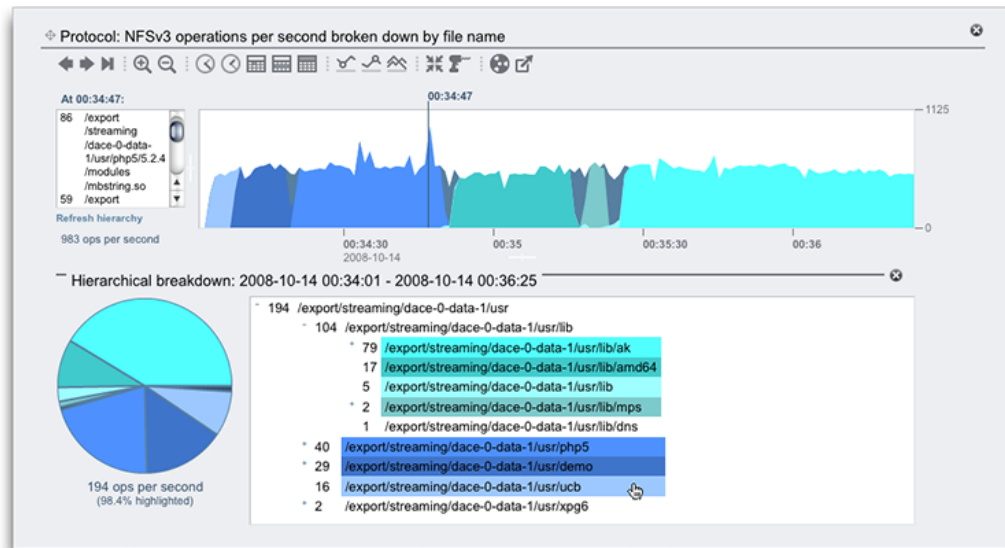 Protocol: NFSv3 operations per second broken down by file name
At 00:34:47:
86 /export
/streaming
/dace-0-data-
1/usr/php5/5.2.4
/modules
/mbstring.so
59 /export
Refresh hierarchy
983 ops per second
00:34:47
1125
0
00:34:30
2008-10-14
00:35
00:35:30
00:36
Hierarchical breakdown: 2008-10-14 00:34:01 - 2008-10-14 00:36:25
194 ops per second
(98.4% highlighted)
- 194 /export/streaming/dace-0-data-1/usr
- 104 /export/streaming/dace-0-data-1/usr/lib
+ 79 /export/streaming/dace-0-data-1/usr/lib/ak
17 /export/streaming/dace-0-data-1/usr/lib/amd64
5 /export/streaming/dace-0-data-1/usr/lib
+ 2 /export/streaming/dace-0-data-1/usr/lib/mps
1 /export/streaming/dace-0-data-1/usr/lib/dns
+ 40 /export/streaming/dace-0-data-1/usr/php5
+ 29 /export/streaming/dace-0-data-1/usr/demo
16 /export/streaming/dace-0-data-1/usr/ucb
+ 2 /export/streaming/dace-0-data-1/usr/xpg6